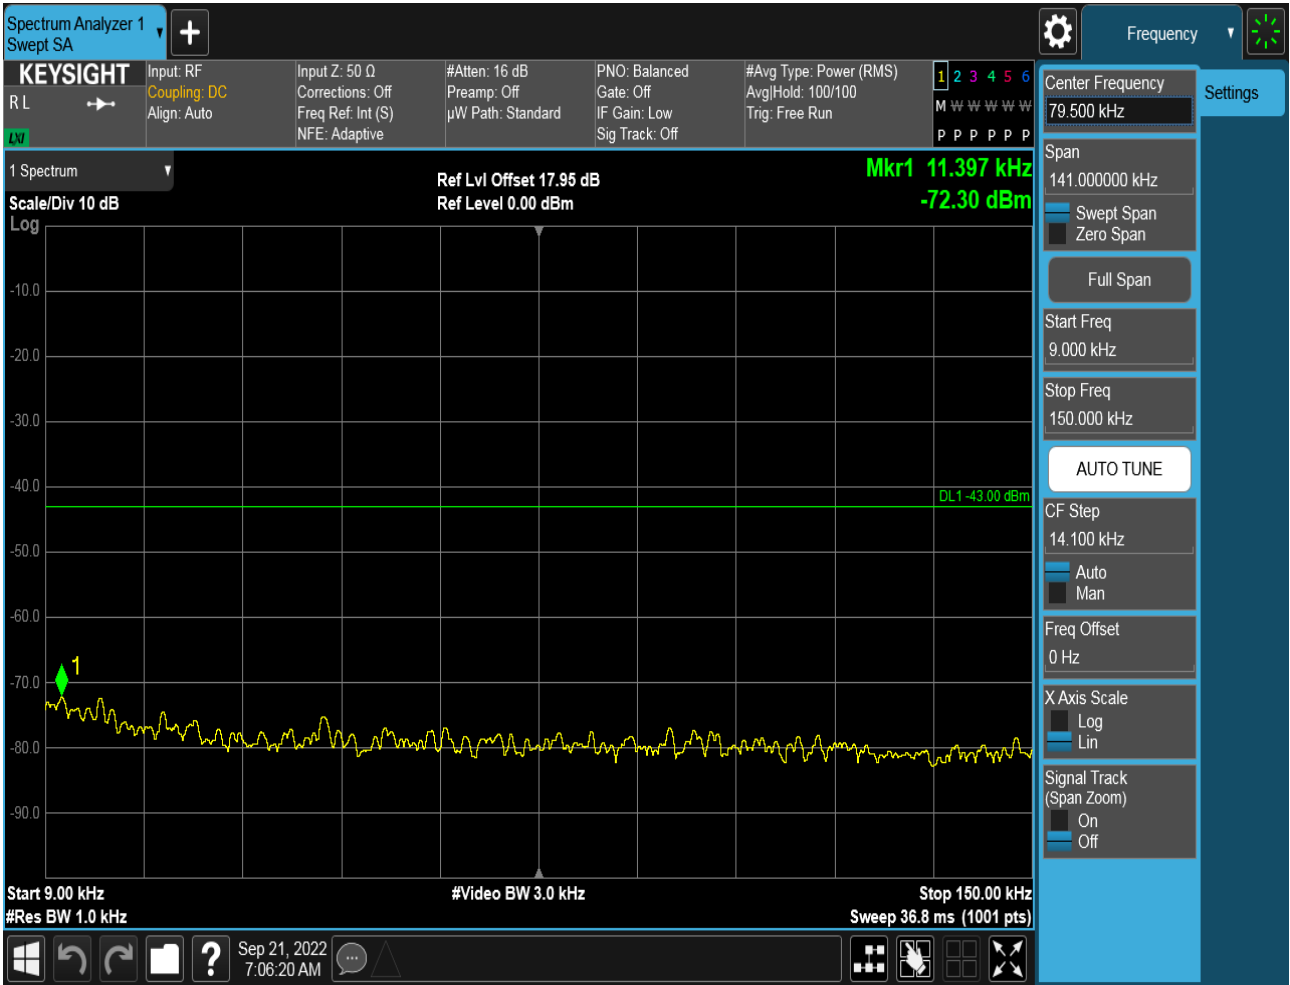 Spectrum Analyzer 1
Swept SA
Frequency
KEYSIGHT
R L
LXI
Input: RF
Coupling: DC
Align: Auto
Input Z: 50 Ω
Corrections: Off
Freq Ref: Int (S)
NFE: Adaptive
#Atten: 16 dB
Preamp: Off
µW Path: Standard
PNO: Balanced
Gate: Off
IF Gain: Low
Sig Track: Off
#Avg Type: Power (RMS)
Avg|Hold: 100/100
Trig: Free Run
1 2 3 4 5 6
M W W W W W
P P P P P P
1 Spectrum
Scale/Div 10 dB
Log
Ref Lvl Offset 17.95 dB
Ref Level 0.00 dBm
Mkr1 11.397 kHz
-72.30 dBm
-10.0
-20.0
-30.0
-40.0
DL1 -43.00 dBm
-50.0
-60.0
1
-70.0
-80.0
-90.0
Start 9.00 kHz
#Video BW 3.0 kHz
Stop 150.00 kHz
#Res BW 1.0 kHz
Sweep 36.8 ms (1001 pts)
?
Sep 21, 2022
7:06:20 AM
Center Frequency
79.500 kHz
Settings
Span
141.000000 kHz
Swept Span
Zero Span
Full Span
Start Freq
9.000 kHz
Stop Freq
150.000 kHz
AUTO TUNE
CF Step
14.100 kHz
Auto
Man
Freq Offset
0 Hz
X Axis Scale
Log
Lin
Signal Track
(Span Zoom)
On
Off